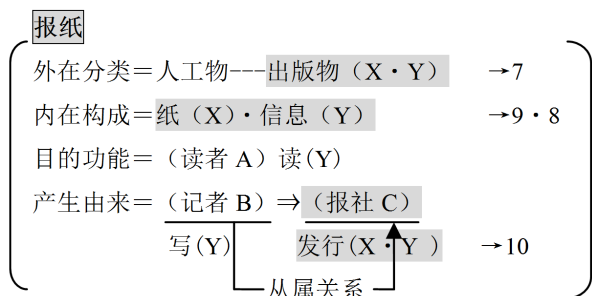 报纸
外在分类＝人工物---出版物（X・Y） →7
内在构成＝纸（X）・信息（Y） →9・8
目的功能＝（读者 A）读(Y)
产生由来＝（记者 B）⇒（报社 C）
写(Y) 发行(X・Y ) →10
从属关系